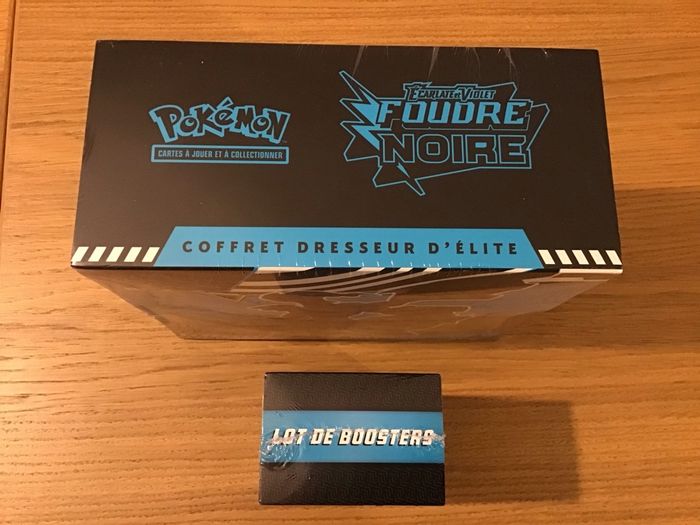 POKÉMON
CARTES À JOUER ET À COLLECTIONNER
ÉCARLATE ET VIOLET
FOUDRE
NOIRE
COFFRET DRESSEUR D'ÉLITE
LOT DE BOOSTERS